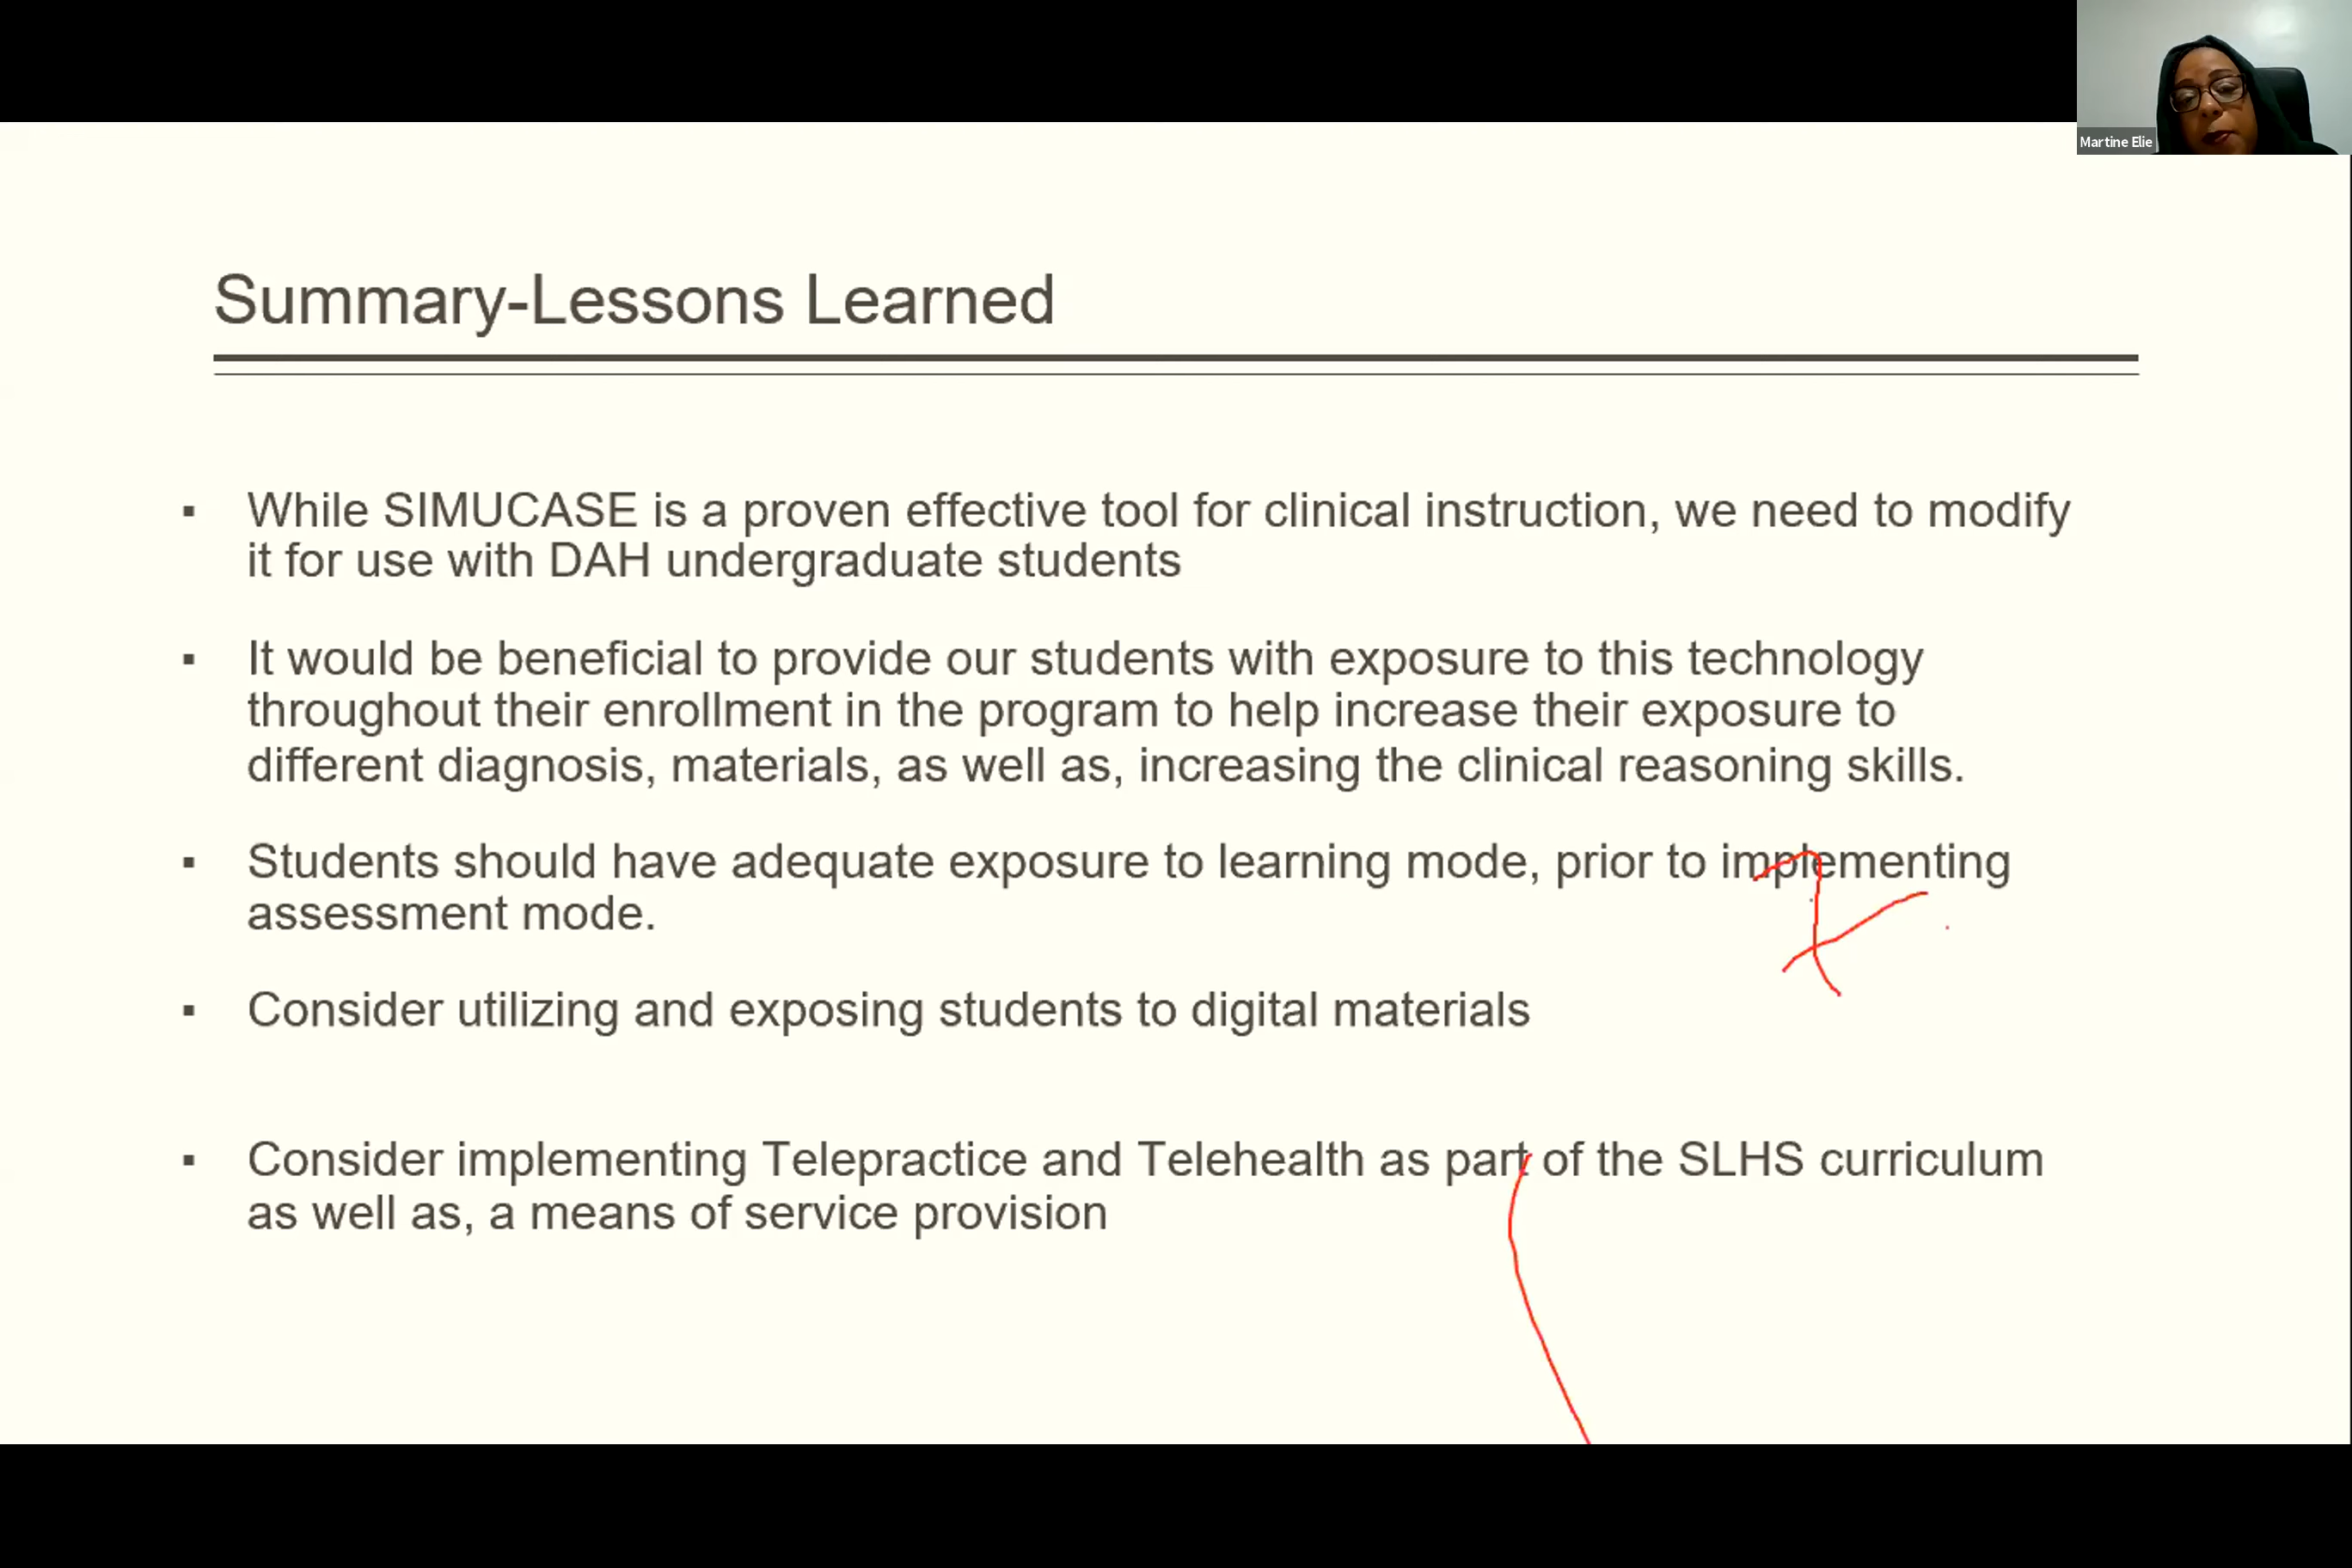 Martine Elie
Summary-Lessons Learned
▪ While SIMUCASE is a proven effective tool for clinical instruction, we need to modify
it for use with DAH undergraduate students
▪ It would be beneficial to provide our students with exposure to this technology
throughout their enrollment in the program to help increase their exposure to
different diagnosis, materials, as well as, increasing the clinical reasoning skills.
▪ Students should have adequate exposure to learning mode, prior to implementing
assessment mode.
▪ Consider utilizing and exposing students to digital materials
▪ Consider implementing Telepractice and Telehealth as part of the SLHS curriculum
as well as, a means of service provision